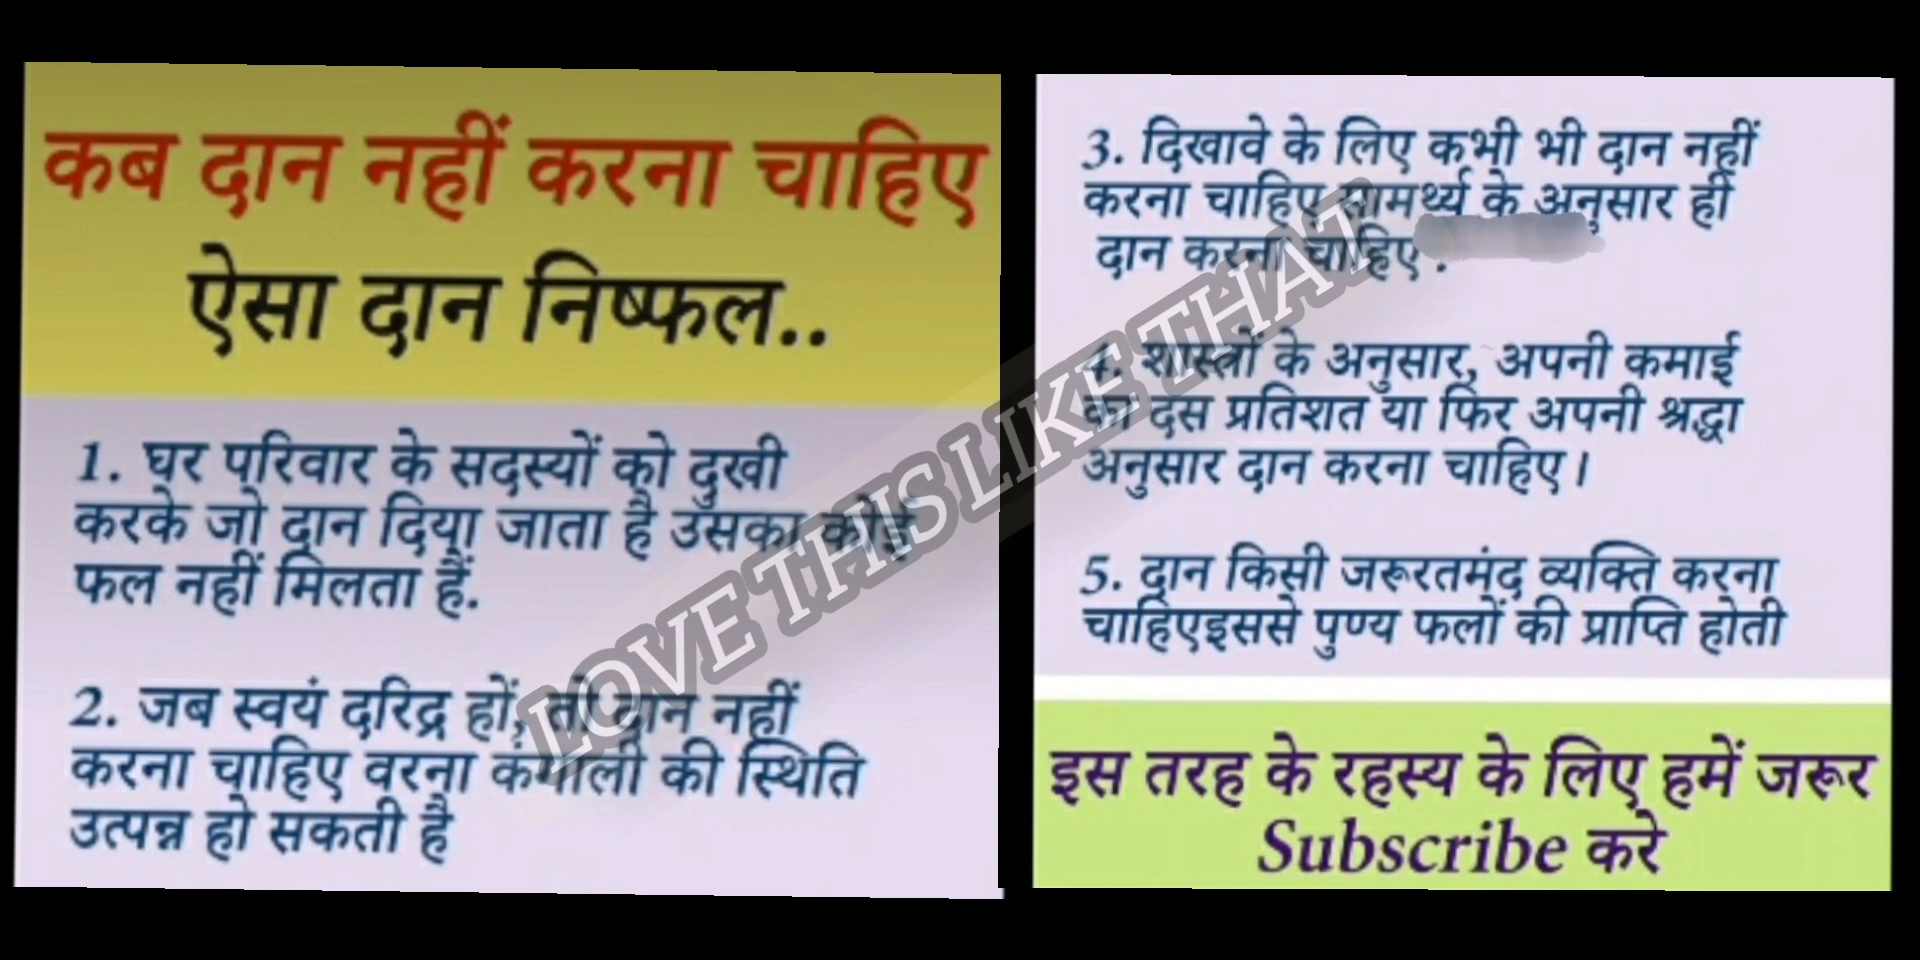 कब दान नहीं करना चाहिए
ऐसा दान निष्फल..
1. घर परिवार के सदस्यों को दुखी
करके जो दान दिया जाता है उसका कोई
फल नहीं मिलता हैं.
2. जब स्वयं दरिद्र हों, तो दान नहीं
करना चाहिए वरना कंगाली की स्थिति
उत्पन्न हो सकती है
3. दिखावे के लिए कभी भी दान नहीं
करना चाहिए सामर्थ्य के अनुसार ही
दान करना चाहिए .
4. शास्त्रों के अनुसार, अपनी कमाई
का दस प्रतिशत या फिर अपनी श्रद्धा
अनुसार दान करना चाहिए।
5. दान किसी जरूरतमंद व्यक्ति करना
चाहिएइससे पुण्य फलों की प्राप्ति होती
इस तरह के रहस्य के लिए हमें जरूर
Subscribe करे
LOVE THIS LIKE THAT